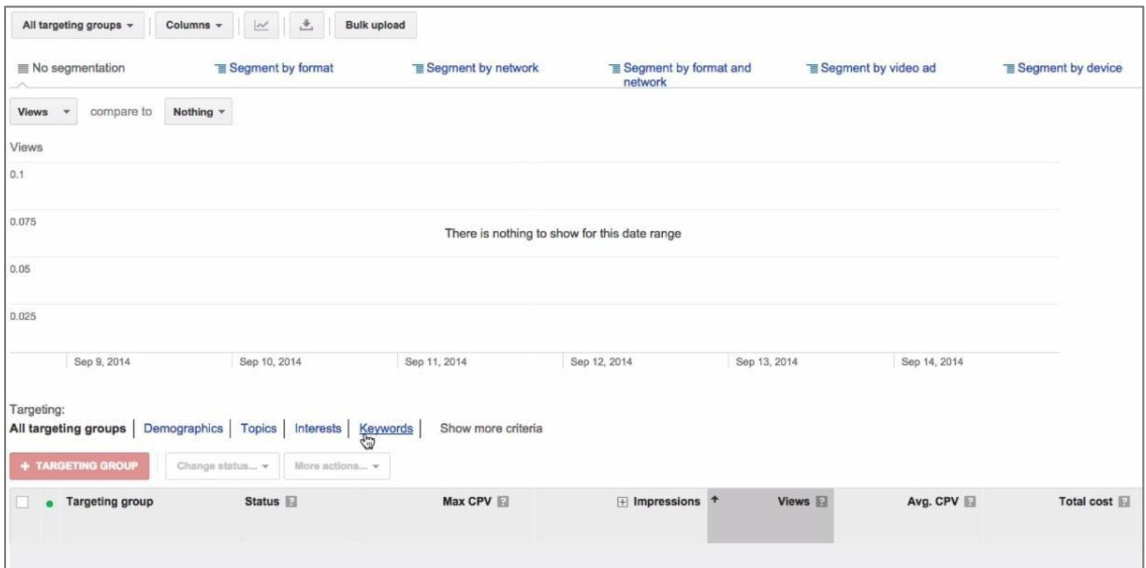 All targeting groups Columns Bulk upload
No segmentation Segment by format Segment by network Segment by format and network Segment by video ad Segment by device
Views compare to Nothing
Views
0.1
0.075
There is nothing to show for this date range
0.05
0.025
Sep 9, 2014 Sep 10, 2014 Sep 11, 2014 Sep 12, 2014 Sep 13, 2014 Sep 14, 2014
Targeting:
All targeting groups | Demographics | Topics | Interests | Keywords | Show more criteria
+ TARGETING GROUP Change status... More actions...
Targeting group Status ? Max CPV ? + Impressions Views ? Avg. CPV ? Total cost ?